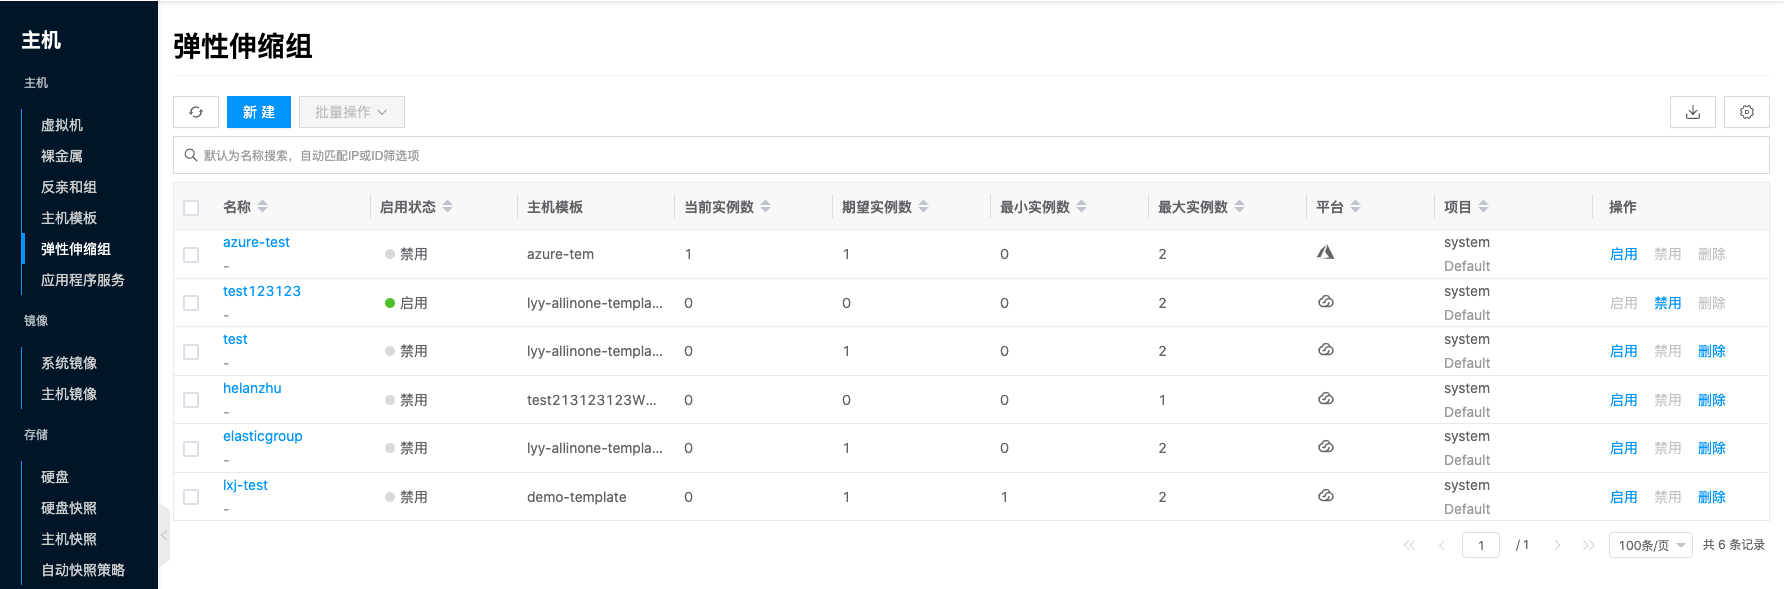 主机
主机
虚拟机
裸金属
反亲和组
主机模板
弹性伸缩组
应用程序服务
镜像
系统镜像
主机镜像
存储
硬盘
硬盘快照
主机快照
自动快照策略
弹性伸缩组
新 建 批量操作
默认为名称搜索，自动匹配IP或ID筛选项
名称 启用状态 主机模板 当前实例数 期望实例数 最小实例数 最大实例数 平台 项目 操作
azure-test 禁用 azure-tem 1 1 0 2 system 启用 禁用 删除
- Default
test123123 启用 lyy-allinone-templa... 0 0 0 2 system 启用 禁用 删除
- Default
test 禁用 lyy-allinone-templa... 0 1 0 2 system 启用 禁用 删除
- Default
helanzhu 禁用 test213123123W... 0 0 0 1 system 启用 禁用 删除
- Default
elasticgroup 禁用 lyy-allinone-templa... 0 1 0 2 system 启用 禁用 删除
- Default
lxj-test 禁用 demo-template 0 1 1 2 system 启用 禁用 删除
- Default
1 / 1 100条/页 共 6 条记录